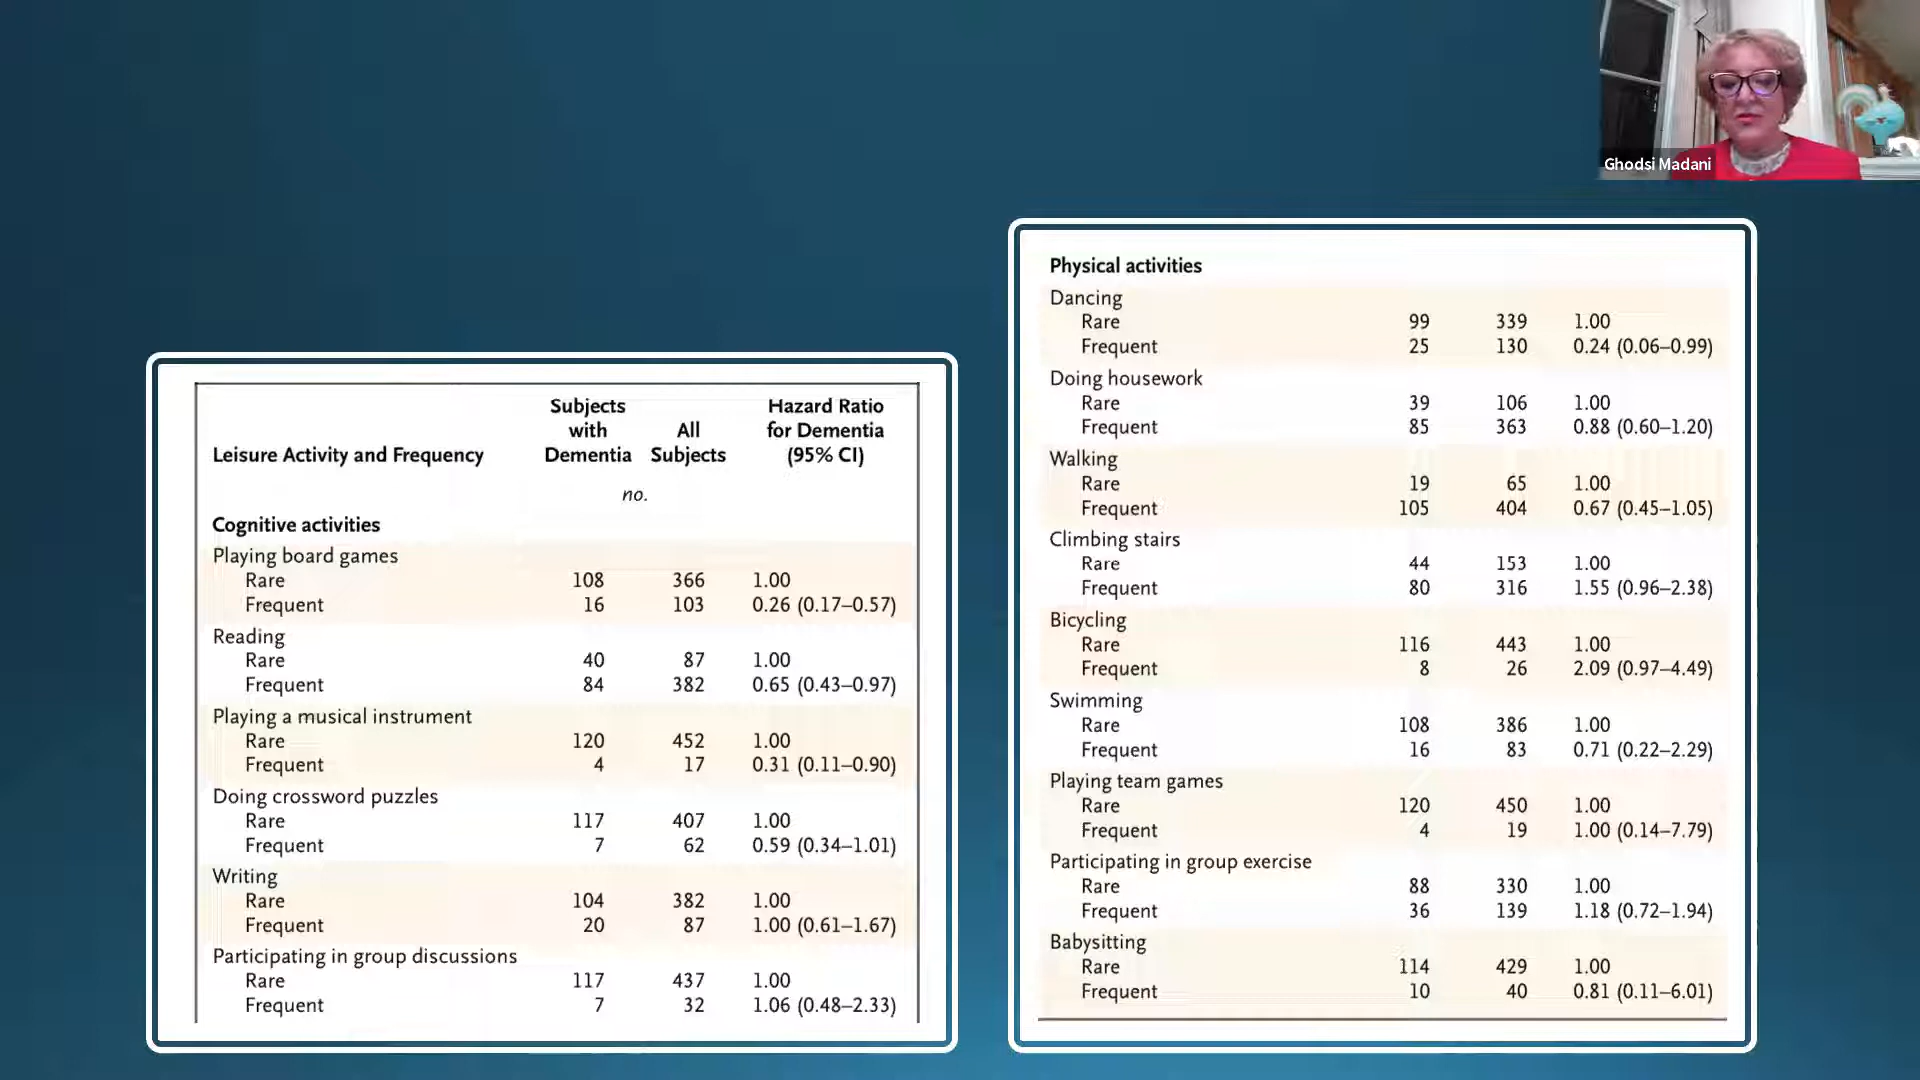 Ghodsi Madani
Leisure Activity and Frequency Subjects with Dementia All Subjects Hazard Ratio for Dementia (95% CI)
no.
Cognitive activities
Playing board games
Rare 108 366 1.00
Frequent 16 103 0.26 (0.17–0.57)
Reading
Rare 40 87 1.00
Frequent 84 382 0.65 (0.43–0.97)
Playing a musical instrument
Rare 120 452 1.00
Frequent 4 17 0.31 (0.11–0.90)
Doing crossword puzzles
Rare 117 407 1.00
Frequent 7 62 0.59 (0.34–1.01)
Writing
Rare 104 382 1.00
Frequent 20 87 1.00 (0.61–1.67)
Participating in group discussions
Rare 117 437 1.00
Frequent 7 32 1.06 (0.48–2.33)
Physical activities
Dancing
Rare 99 339 1.00
Frequent 25 130 0.24 (0.06–0.99)
Doing housework
Rare 39 106 1.00
Frequent 85 363 0.88 (0.60–1.20)
Walking
Rare 19 65 1.00
Frequent 105 404 0.67 (0.45–1.05)
Climbing stairs
Rare 44 153 1.00
Frequent 80 316 1.55 (0.96–2.38)
Bicycling
Rare 116 443 1.00
Frequent 8 26 2.09 (0.97–4.49)
Swimming
Rare 108 386 1.00
Frequent 16 83 0.71 (0.22–2.29)
Playing team games
Rare 120 450 1.00
Frequent 4 19 1.00 (0.14–7.79)
Participating in group exercise
Rare 88 330 1.00
Frequent 36 139 1.18 (0.72–1.94)
Babysitting
Rare 114 429 1.00
Frequent 10 40 0.81 (0.11–6.01)